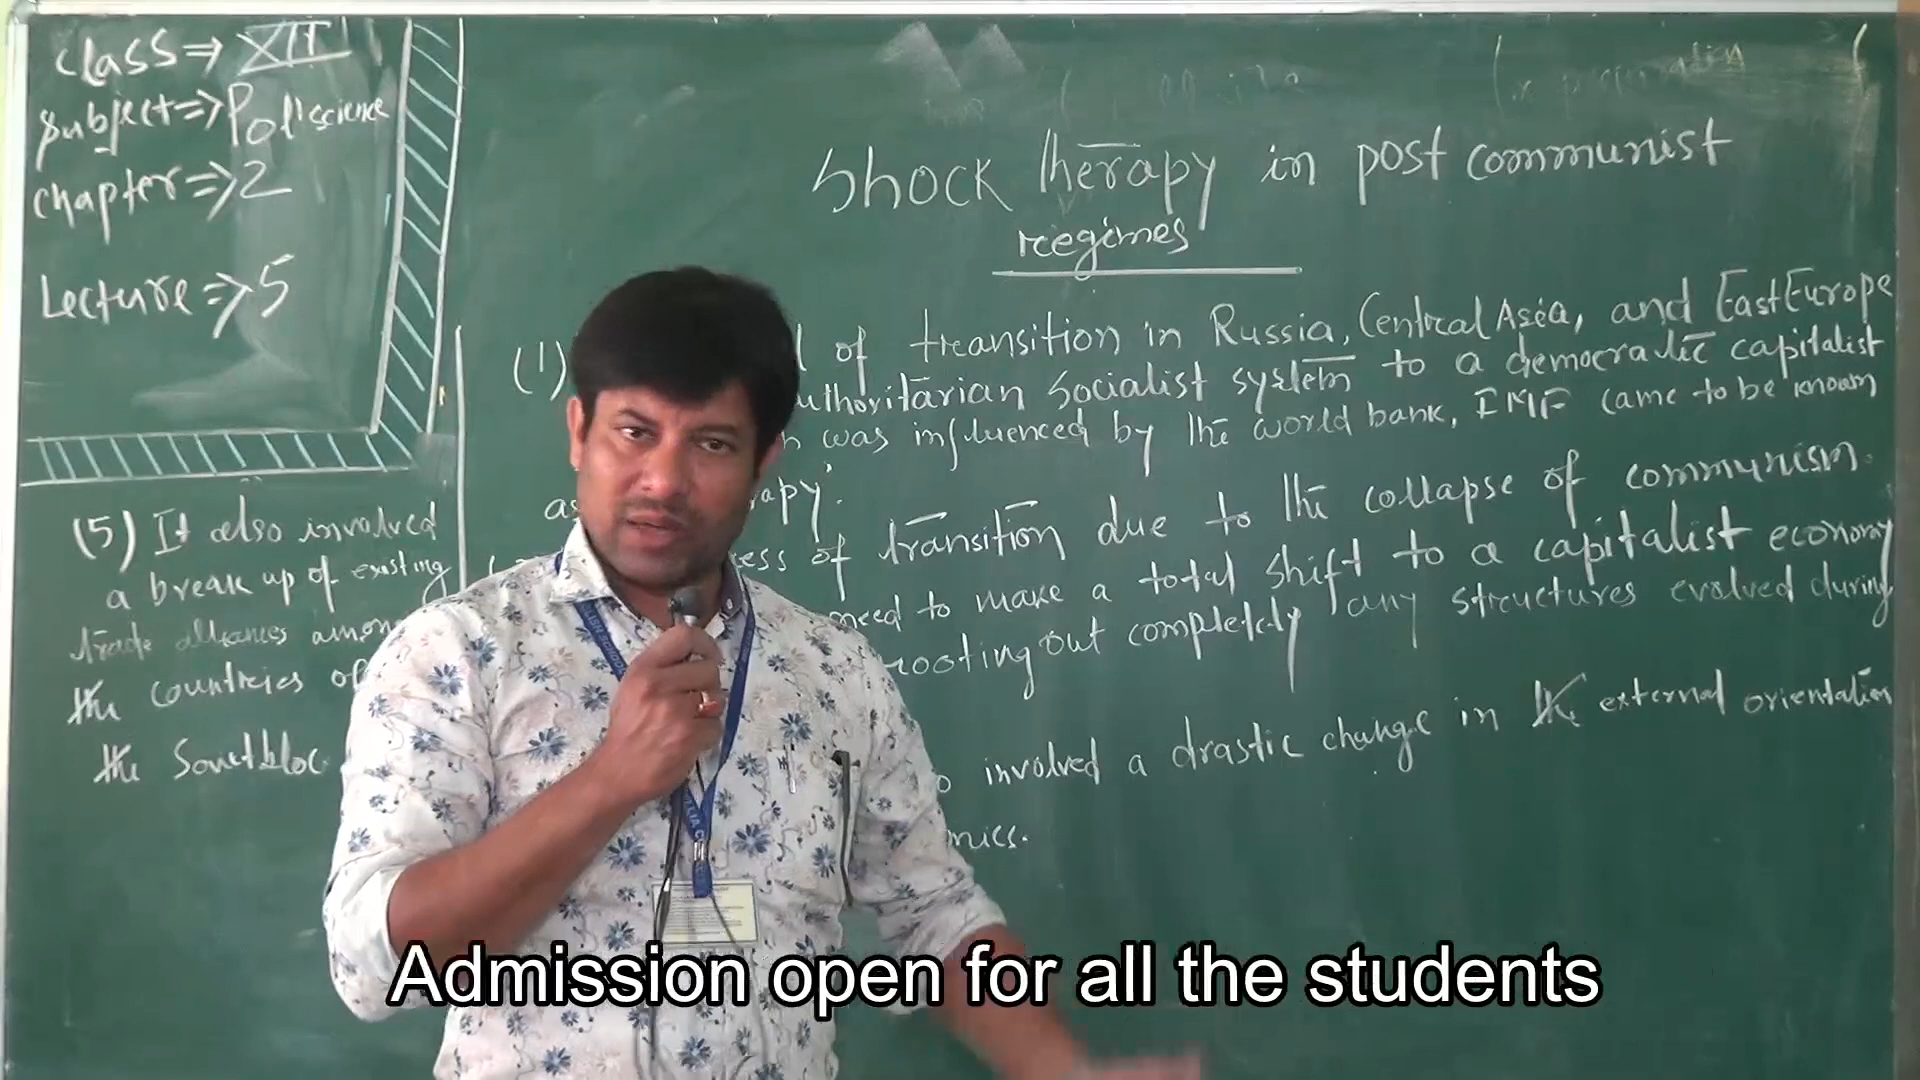 class ⇒ XII
subject ⇒ Pol' science
chapter ⇒ 2
Lecture ⇒ 5
Shock therapy in post communist
regimes
(1) of transition in Russia, Central Asia, and East Europe
authoritarian socialist system to a democratic capitalist
was influenced by the world bank, IMF came to be known
as apy'.
ess of transition due to the collapse of communism.
need to make a total shift to a capitalist economy
rooting out completely any structures evolved during
o involved a drastic change in the external orientation
mics.
(5) It also involved
a break up of existing
trade alliances among
the countries of
the Soviet bloc.
Admission open for all the students